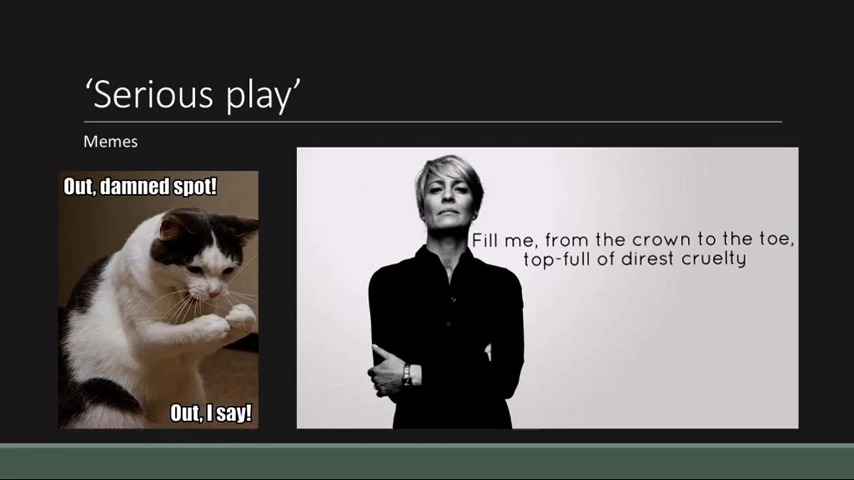 ‘Serious play’
Memes
Out, damned spot!
Out, I say!
Fill me, from the crown to the toe,
top-full of direst cruelty